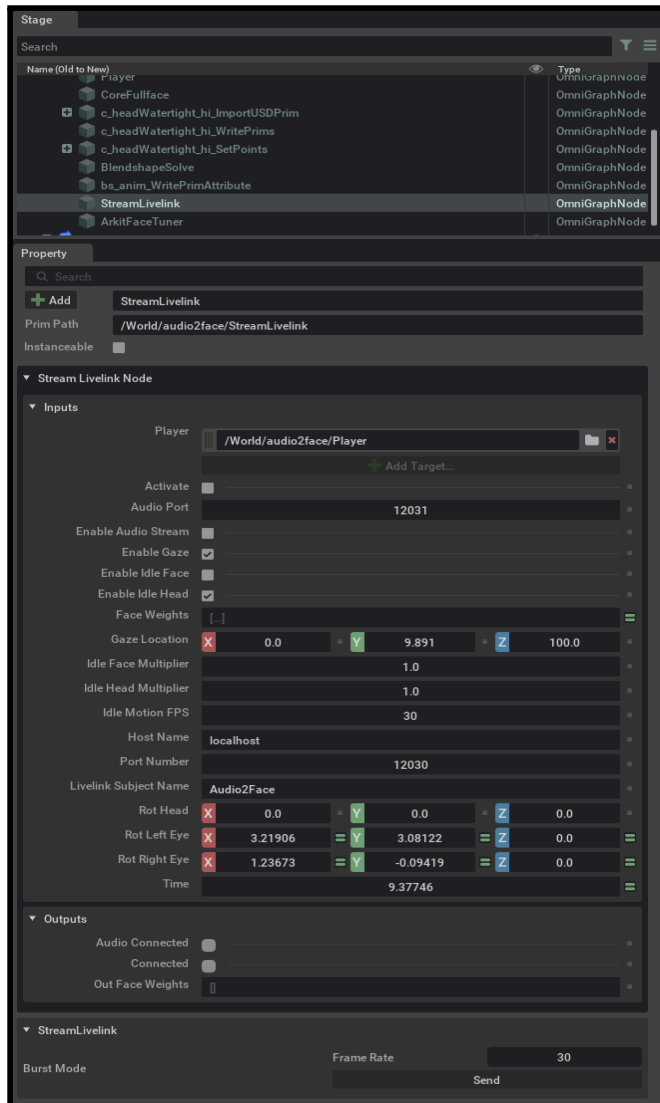 Stage
Search
Name (Old to New) Type
Player OmniGraphNode
CoreFullface OmniGraphNode
c_headWatertight_hi_ImportUSDPrim OmniGraphNode
c_headWatertight_hi_WritePrims OmniGraphNode
c_headWatertight_hi_SetPoints OmniGraphNode
BlendshapeSolve OmniGraphNode
bs_anim_WritePrimAttribute OmniGraphNode
StreamLivelink OmniGraphNode
ArkitFaceTuner OmniGraphNode
Property
Search
Add StreamLivelink
Prim Path /World/audio2face/StreamLivelink
Instanceable
Stream Livelink Node
Inputs
Player /World/audio2face/Player
Add Target...
Activate
Audio Port 12031
Enable Audio Stream
Enable Gaze
Enable Idle Face
Enable Idle Head
Face Weights [...]
Gaze Location X 0.0 Y 9.891 Z 100.0
Idle Face Multiplier 1.0
Idle Head Multiplier 1.0
Idle Motion FPS 30
Host Name localhost
Port Number 12030
Livelink Subject Name Audio2Face
Rot Head X 0.0 Y 0.0 Z 0.0
Rot Left Eye X 3.21906 Y 3.08122 Z 0.0
Rot Right Eye X 1.23673 Y -0.09419 Z 0.0
Time 9.37746
Outputs
Audio Connected
Connected
Out Face Weights []
StreamLivelink
Burst Mode Frame Rate 30
Send